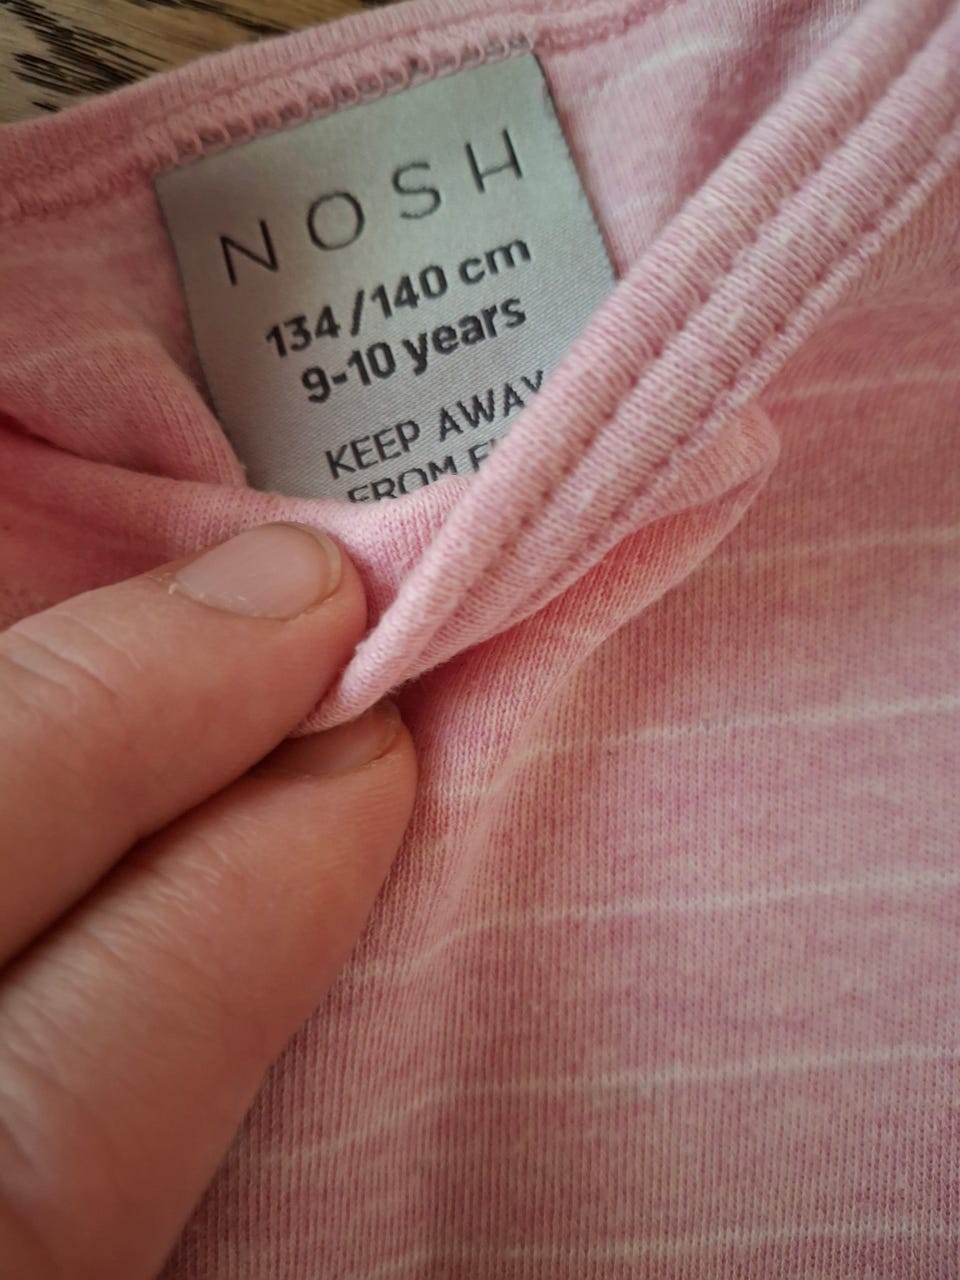 NOSH
134/140 cm
9-10 years
KEEP AWAY
FROM